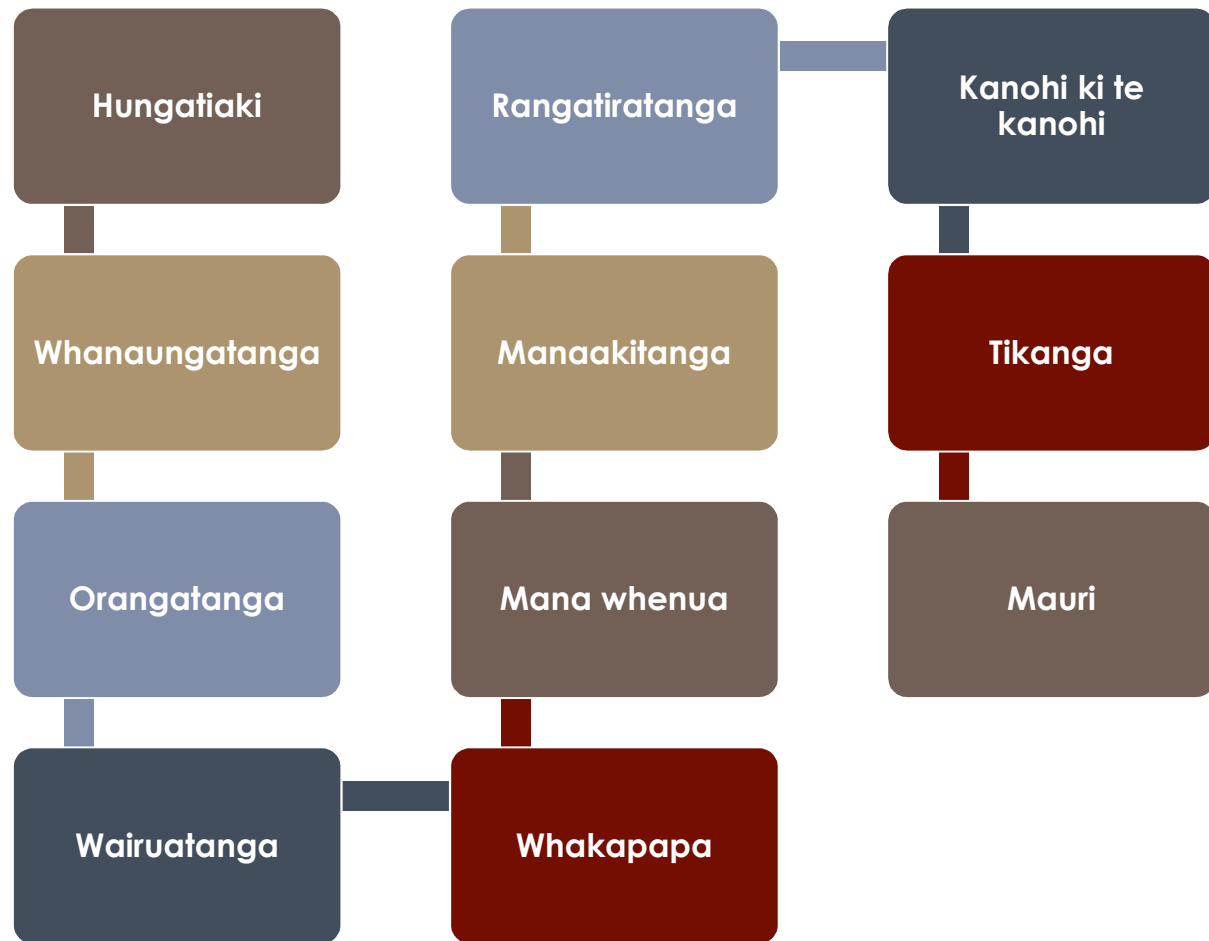 Hungatiaki
Whanaungatanga
Orangatanga
Wairuatanga
Whakapapa
Mana whenua
Manaakitanga
Rangatiratanga
Kanohi ki te
kanohi
Tikanga
Mauri